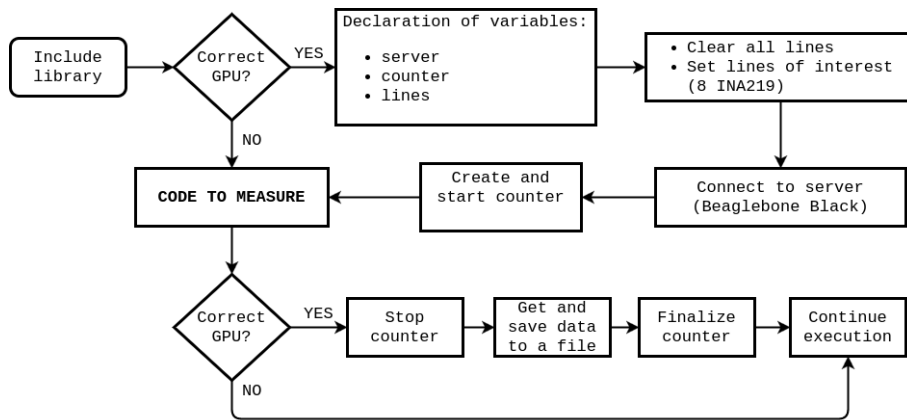 Include
library
Correct
GPU?
YES
NO
Declaration of variables:
• server
• counter
• lines
• Clear all lines
• Set lines of interest
(8 INA219)
Connect to server
(Beaglebone Black)
Create and
start counter
CODE TO MEASURE
Correct
GPU?
YES
NO
Stop
counter
Get and
save data
to a file
Finalize
counter
Continue
execution